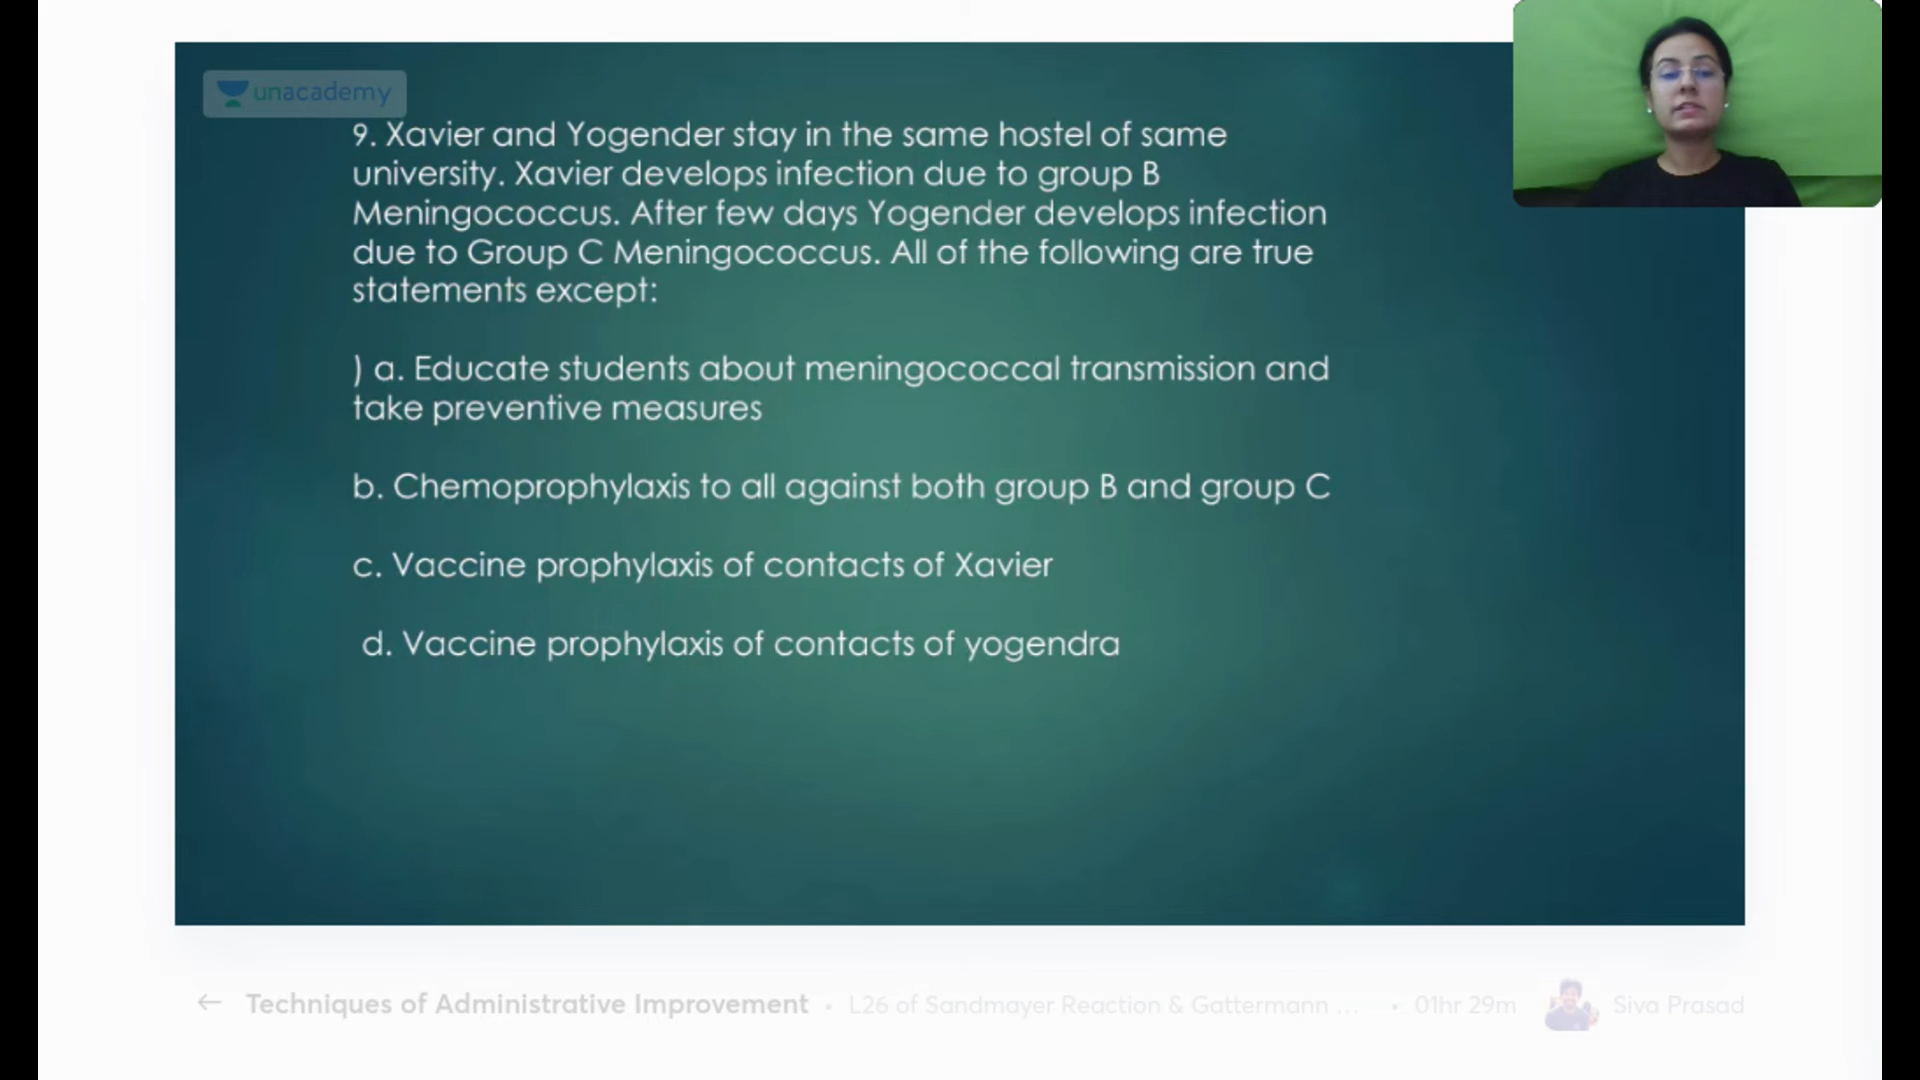 unacademy
9. Xavier and Yogender stay in the same hostel of same
university. Xavier develops infection due to group B
Meningococcus. After few days Yogender develops infection
due to Group C Meningococcus. All of the following are true
statements except:
) a. Educate students about meningococcal transmission and
take preventive measures
b. Chemoprophylaxis to all against both group B and group C
c. Vaccine prophylaxis of contacts of Xavier
d. Vaccine prophylaxis of contacts of yogendra
Techniques of Administrative Improvement • L26 of Sandmayer Reaction & Gattermann ... • 01hr 29m Siva Prasad